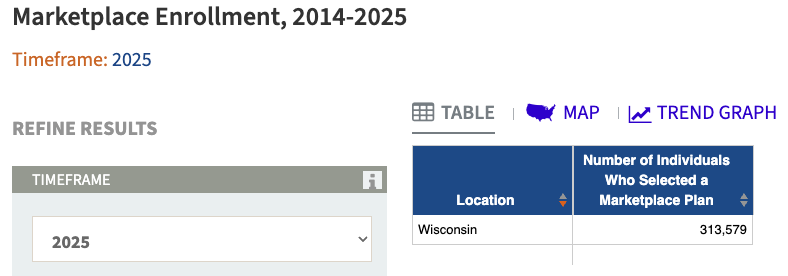 Marketplace Enrollment, 2014-2025
Timeframe: 2025
REFINE RESULTS
TIMEFRAME
2025
TABLE
MAP
TREND GRAPH
Location
Number of Individuals
Who Selected a
Marketplace Plan
Wisconsin 313,579